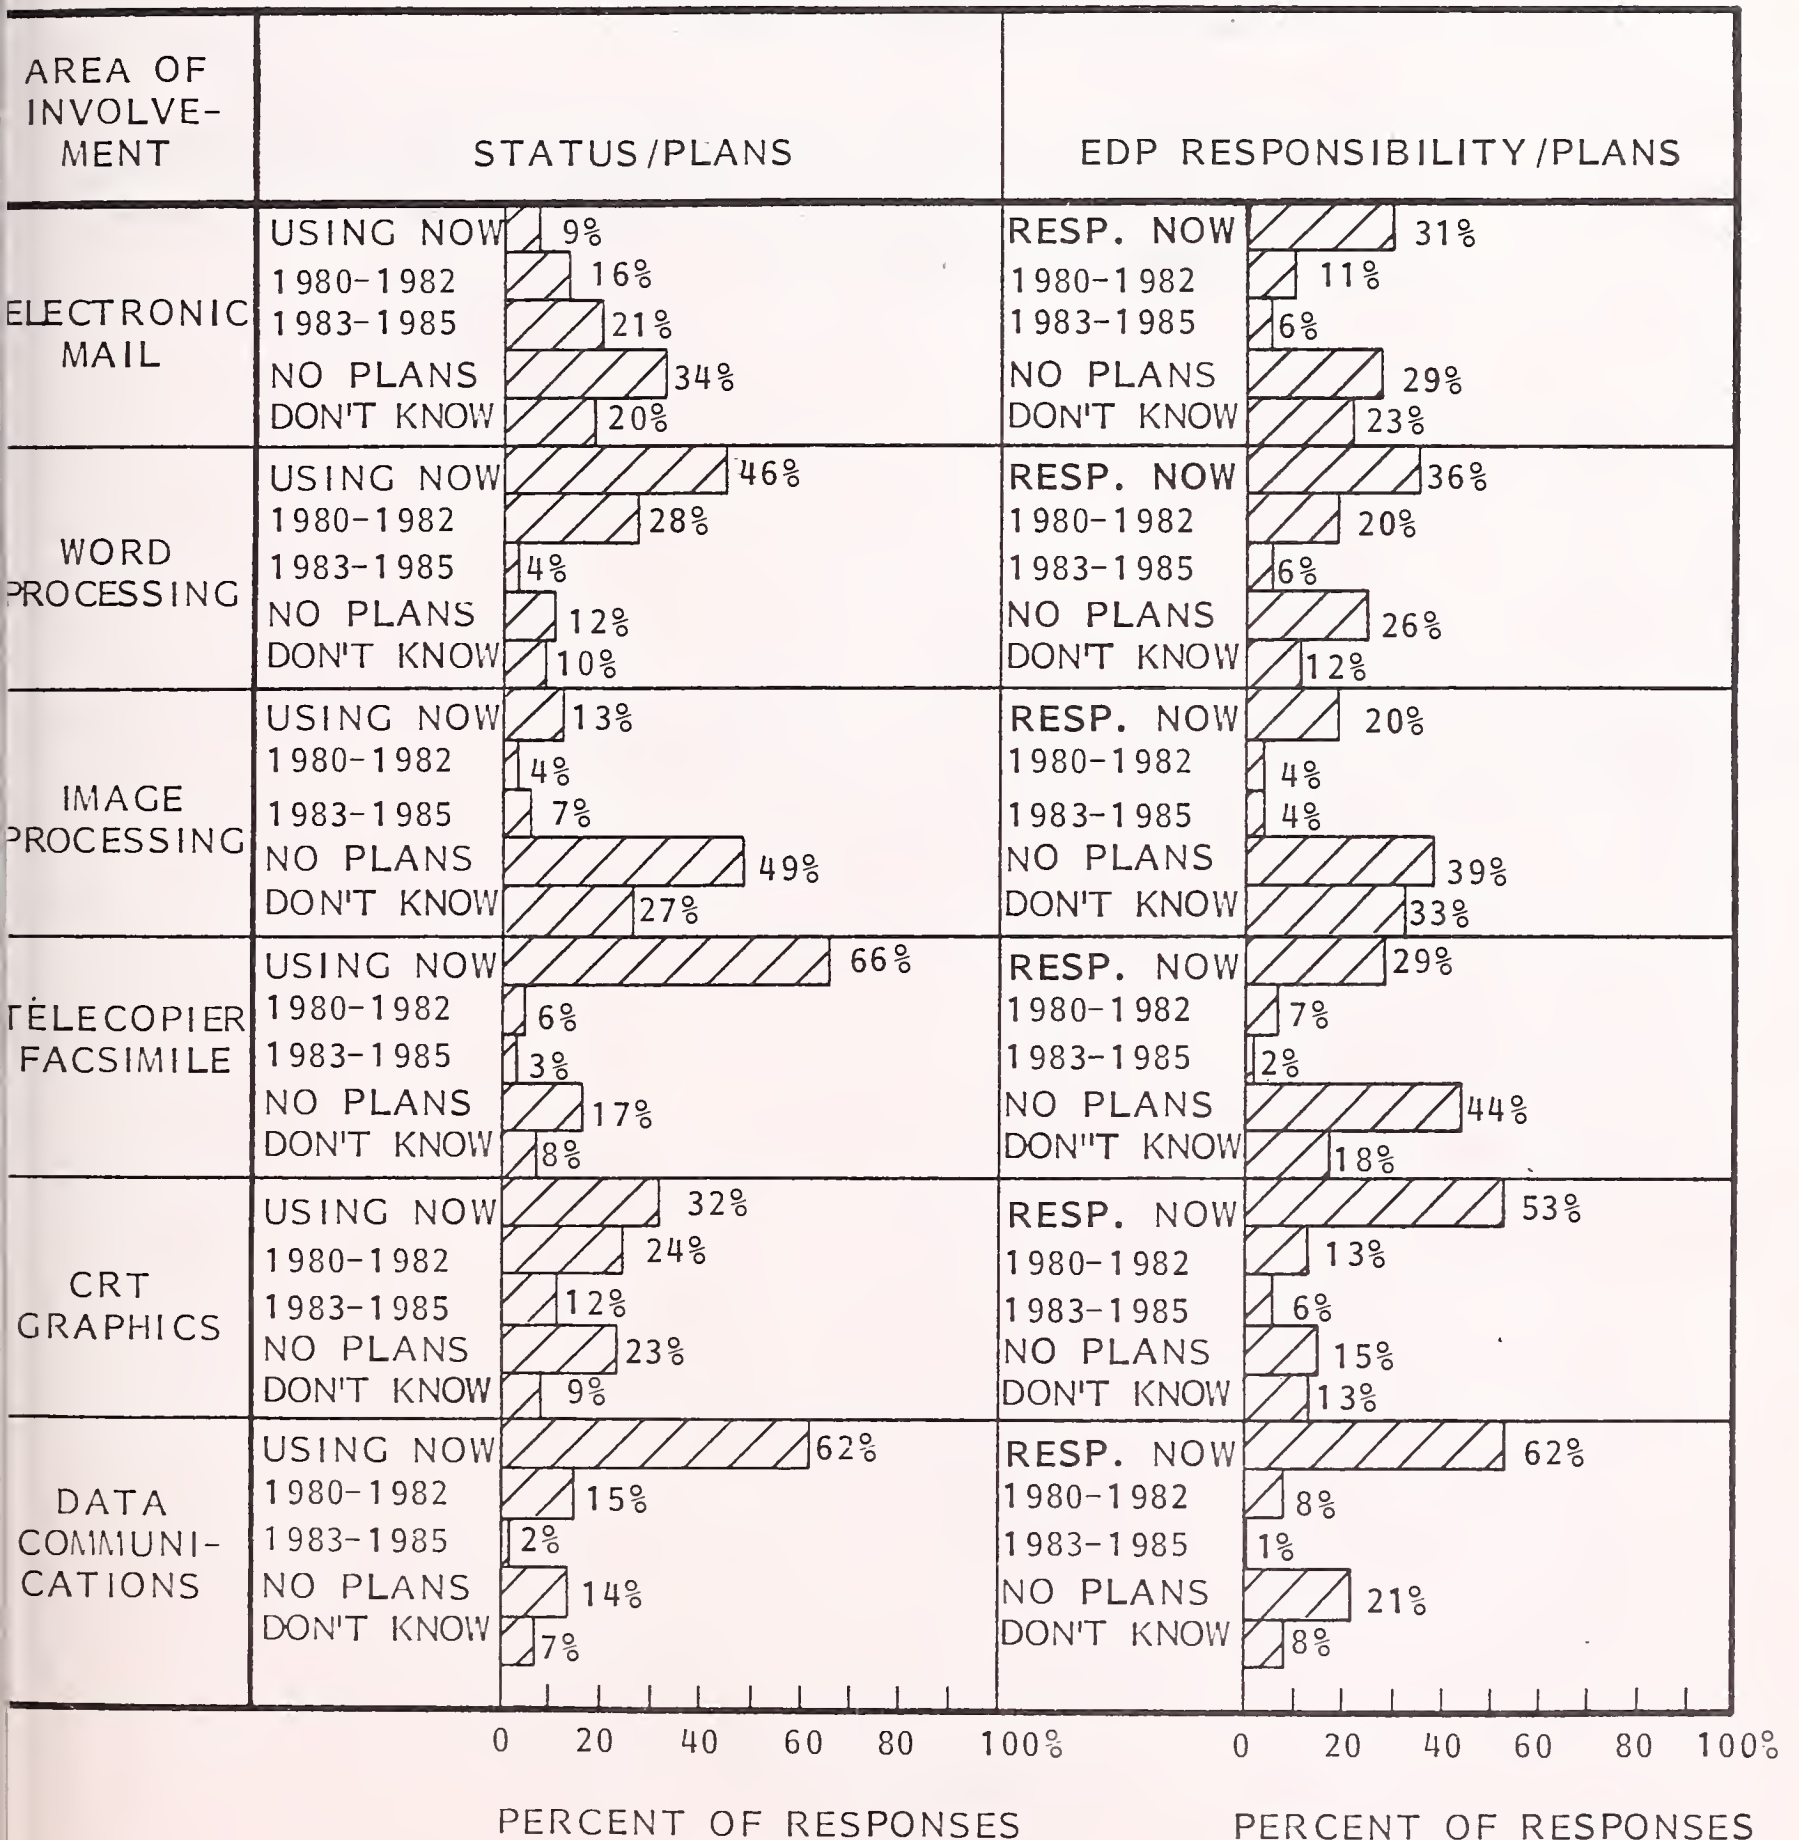 AREA OF
INVOLVE-
MENT
STATUS/PLANS
EDP RESPONSIBILITY/PLANS
ELECTRONIC
MAIL
USING NOW 9%
1980-1982 16%
1983-1985 21%
NO PLANS 34%
DON'T KNOW 20%
RESP. NOW 31%
1980-1982 11%
1983-1985 6%
NO PLANS 29%
DON'T KNOW 23%
WORD
PROCESSING
USING NOW 46%
1980-1982 28%
1983-1985 4%
NO PLANS 12%
DON'T KNOW 10%
RESP. NOW 36%
1980-1982 20%
1983-1985 6%
NO PLANS 26%
DON'T KNOW 12%
IMAGE
PROCESSING
USING NOW 13%
1980-1982 4%
1983-1985 7%
NO PLANS 49%
DON'T KNOW 27%
RESP. NOW 20%
1980-1982 4%
1983-1985 4%
NO PLANS 39%
DON'T KNOW 33%
TELECOPIER
FACSIMILE
USING NOW 66%
1980-1982 6%
1983-1985 3%
NO PLANS 17%
DON'T KNOW 8%
RESP. NOW 29%
1980-1982 7%
1983-1985 2%
NO PLANS 44%
DON"T KNOW 18%
CRT
GRAPHICS
USING NOW 32%
1980-1982 24%
1983-1985 12%
NO PLANS 23%
DON'T KNOW 9%
RESP. NOW 53%
1980-1982 13%
1983-1985 6%
NO PLANS 15%
DON'T KNOW 13%
DATA
COMMUNI-
CATIONS
USING NOW 62%
1980-1982 15%
1983-1985 2%
NO PLANS 14%
DON'T KNOW 7%
RESP. NOW 62%
1980-1982 8%
1983-1985 1%
NO PLANS 21%
DON'T KNOW 8%
0 20 40 60 80 100%
0 20 40 60 80 100%
PERCENT OF RESPONSES
PERCENT OF RESPONSES